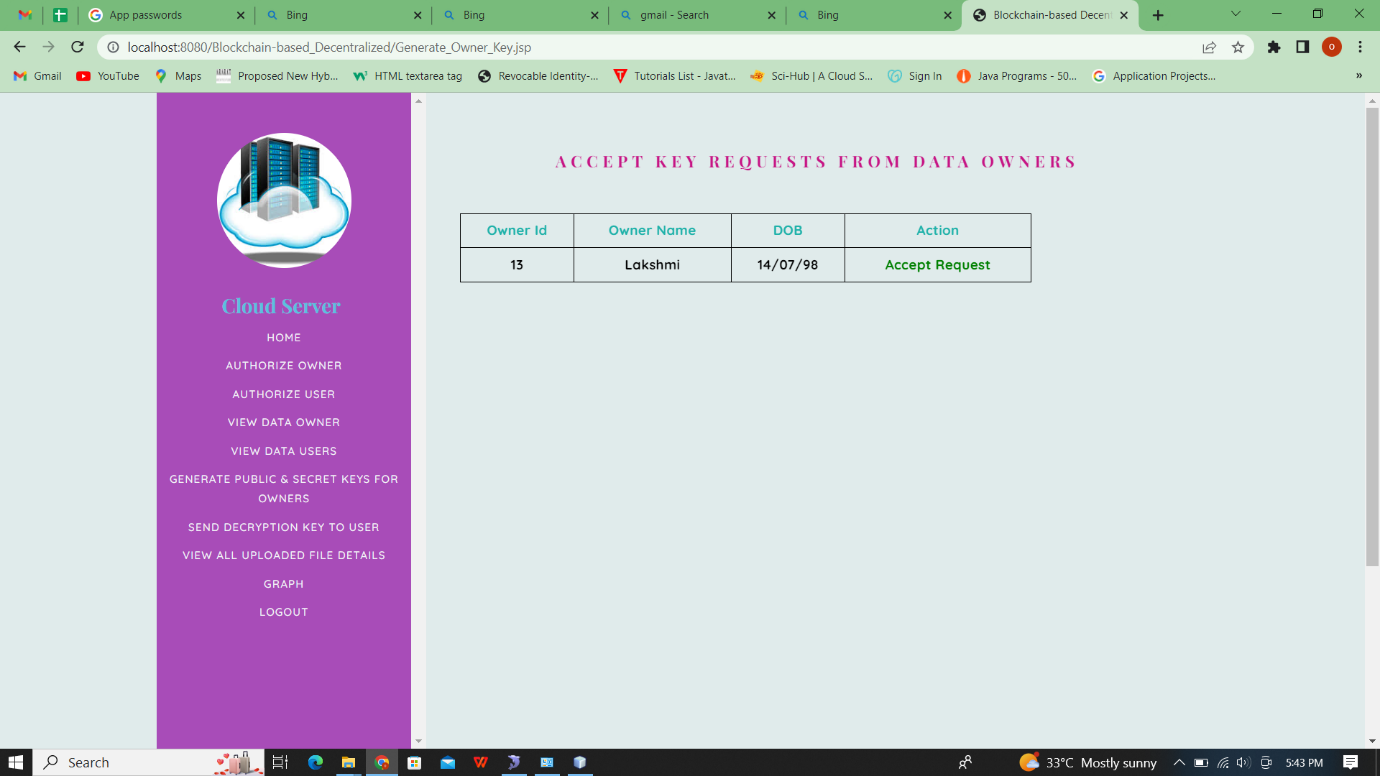 App passwords
Bing
Bing
gmail - Search
Bing
Blockchain-based Decent
localhost:8080/Blockchain-based_Decentralized/Generate_Owner_Key.jsp
O
Gmail
YouTube
Maps
Proposed New Hyb...
HTML textarea tag
Revocable Identity-...
Tutorials List - Javat...
Sci-Hub | A Cloud S...
Sign In
Java Programs - 50...
Application Projects...
»
Cloud Server
HOME
AUTHORIZE OWNER
AUTHORIZE USER
VIEW DATA OWNER
VIEW DATA USERS
GENERATE PUBLIC & SECRET KEYS FOR
OWNERS
SEND DECRYPTION KEY TO USER
VIEW ALL UPLOADED FILE DETAILS
GRAPH
LOGOUT
ACCEPT KEY REQUESTS FROM DATA OWNERS
Owner Id Owner Name DOB Action
13 Lakshmi 14/07/98 Accept Request
Search
33°C Mostly sunny
5:43 PM